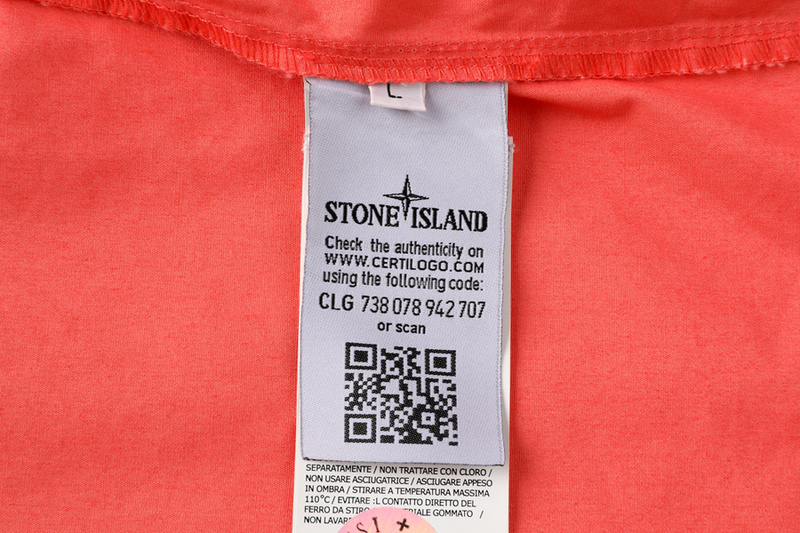 L
STONE ISLAND
Check the authenticity on
WWW.CERTILOGO.COM
using the following code:
CLG 738 078 942 707
or scan
SEPARATAMENTE / NON TRATTARE CON CLORO /
NON USARE ASCIUGATRICE / ASCIUGARE APPESO
IN OMBRA / STIRARE A TEMPERATURA MASSIMA
110°C / EVITARE :L CONTATTO DIRETTO DEL
FERRO DA GOMMATO /
NON